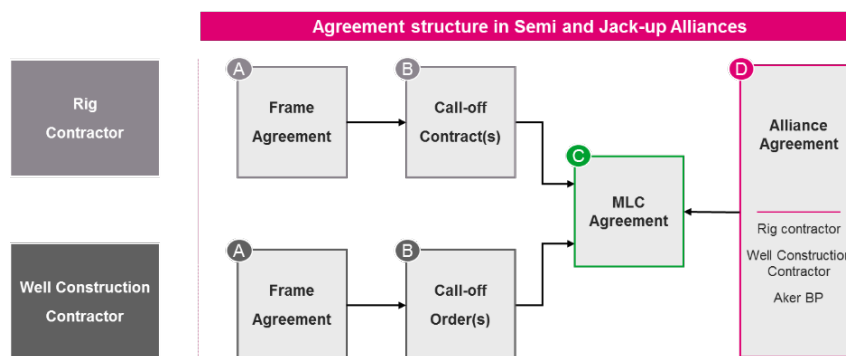 Agreement structure in Semi and Jack-up Alliances
Rig
Contractor
A
Frame
Agreement
B
Call-off
Contract(s)
C
MLC
Agreement
D
Alliance
Agreement
Rig contractor
Well Construction
Contractor
Aker BP
Well Construction
Contractor
A
Frame
Agreement
B
Call-off
Order(s)